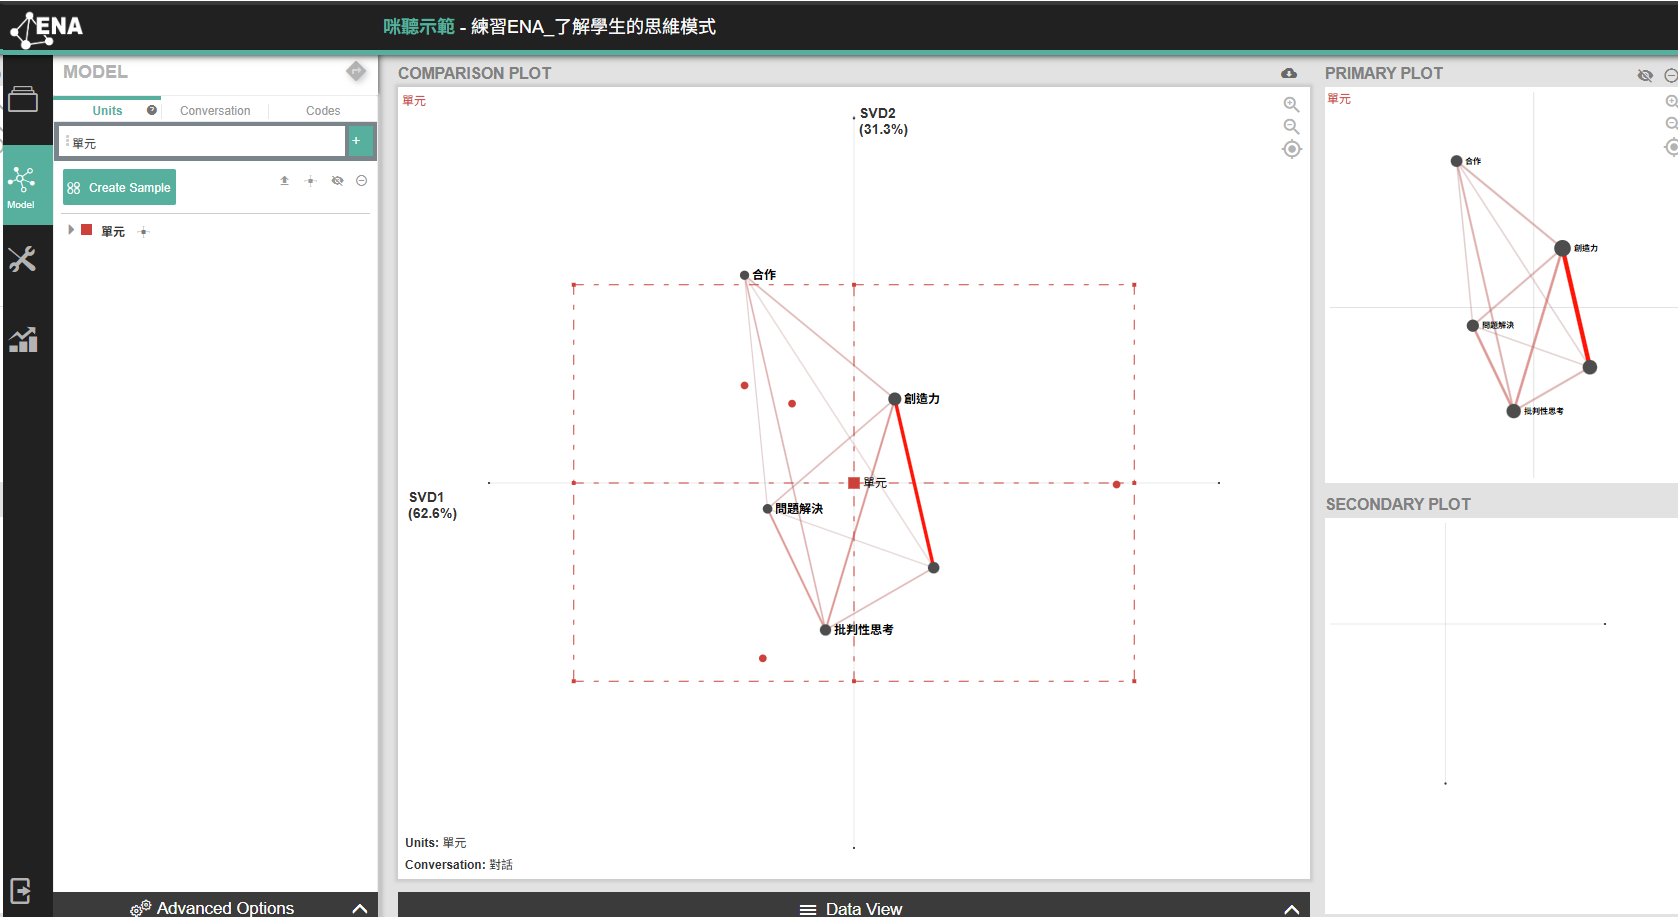 ENA
咪聽示範 - 練習ENA_了解學生的思維模式
MODEL
Units
Conversation
Codes
單元
+
Create Sample
單元
Model
Advanced Options
COMPARISON PLOT
單元
SVD2
(31.3%)
合作
創造力
單元
SVD1
(62.6%)
問題解決
批判性思考
Units: 單元
Conversation: 對話
Data View
PRIMARY PLOT
單元
合作
創造力
問題解決
批判性思考
SECONDARY PLOT